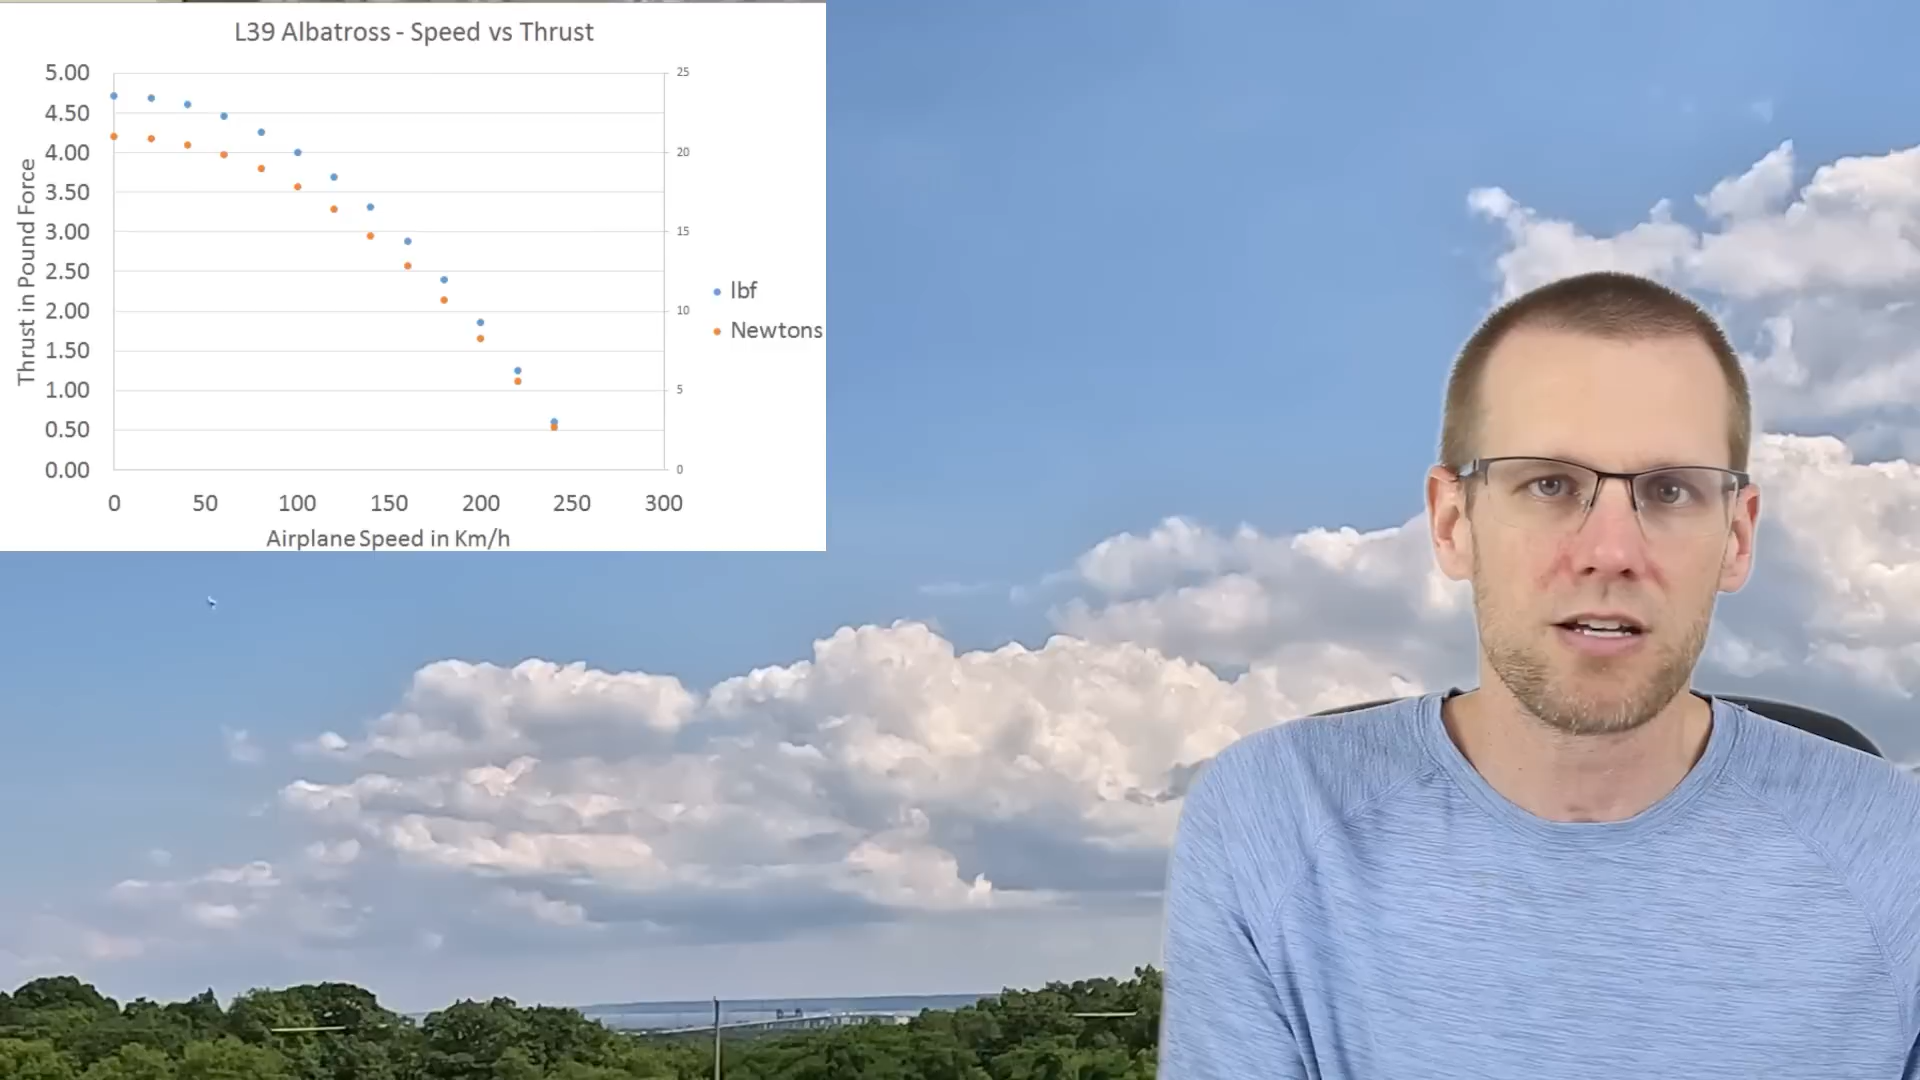 L39 Albatross - Speed vs Thrust
5.00
4.50
4.00
3.50
3.00
2.50
2.00
1.50
1.00
0.50
0.00
Thrust in Pound Force
25
20
15
10
5
0
lbf
Newtons
0 50 100 150 200 250 300
Airplane Speed in Km/h